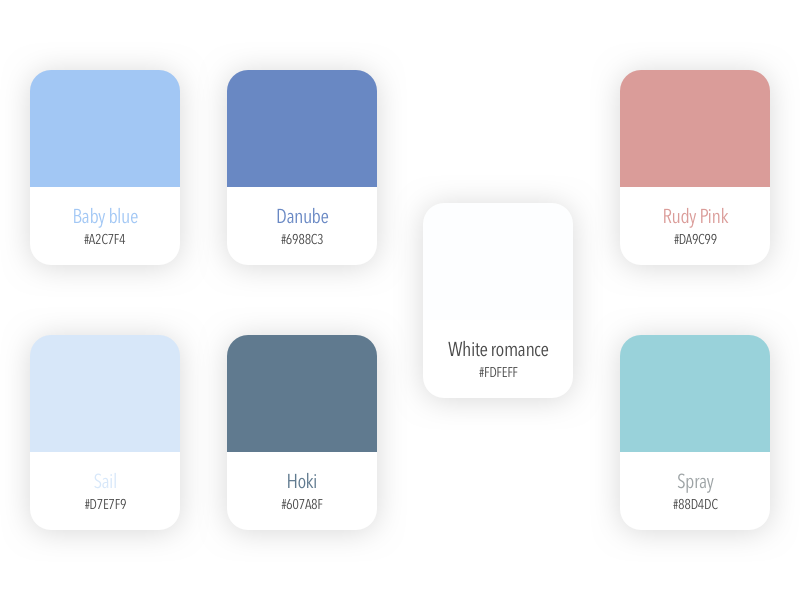 Baby blue
#A2C7F4
Danube
#6988C3
Rudy Pink
#DA9C99
White romance
#FDFEFF
Sail
#D7E7F9
Hoki
#607A8F
Spray
#88D4DC